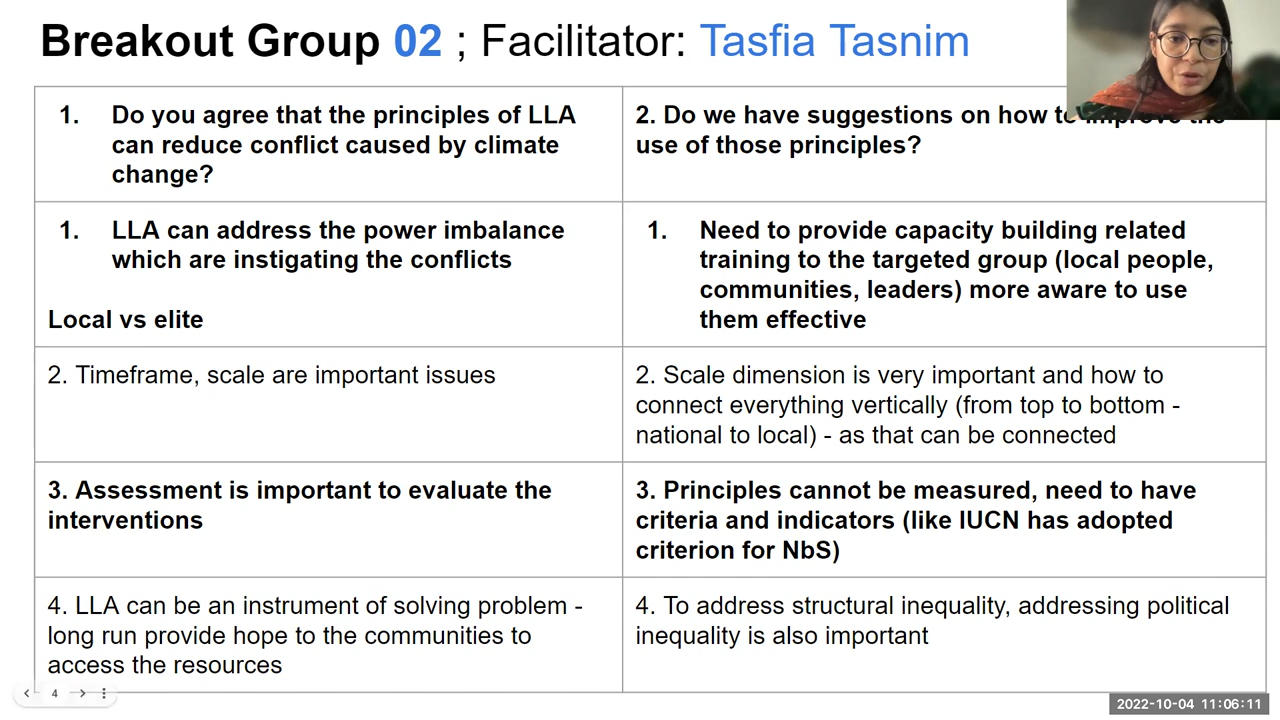 Breakout Group 02 ; Facilitator: Tasfia Tasnim
1. Do you agree that the principles of LLA
can reduce conflict caused by climate
change?
2. Do we have suggestions on how to improve the
use of those principles?
1. LLA can address the power imbalance
which are instigating the conflicts
Local vs elite
1. Need to provide capacity building related
training to the targeted group (local people,
communities, leaders) more aware to use
them effective
2. Timeframe, scale are important issues
2. Scale dimension is very important and how to
connect everything vertically (from top to bottom -
national to local) - as that can be connected
3. Assessment is important to evaluate the
interventions
3. Principles cannot be measured, need to have
criteria and indicators (like IUCN has adopted
criterion for NbS)
4. LLA can be an instrument of solving problem -
long run provide hope to the communities to
access the resources
4. To address structural inequality, addressing political
inequality is also important
4
2022-10-04 11:06:11